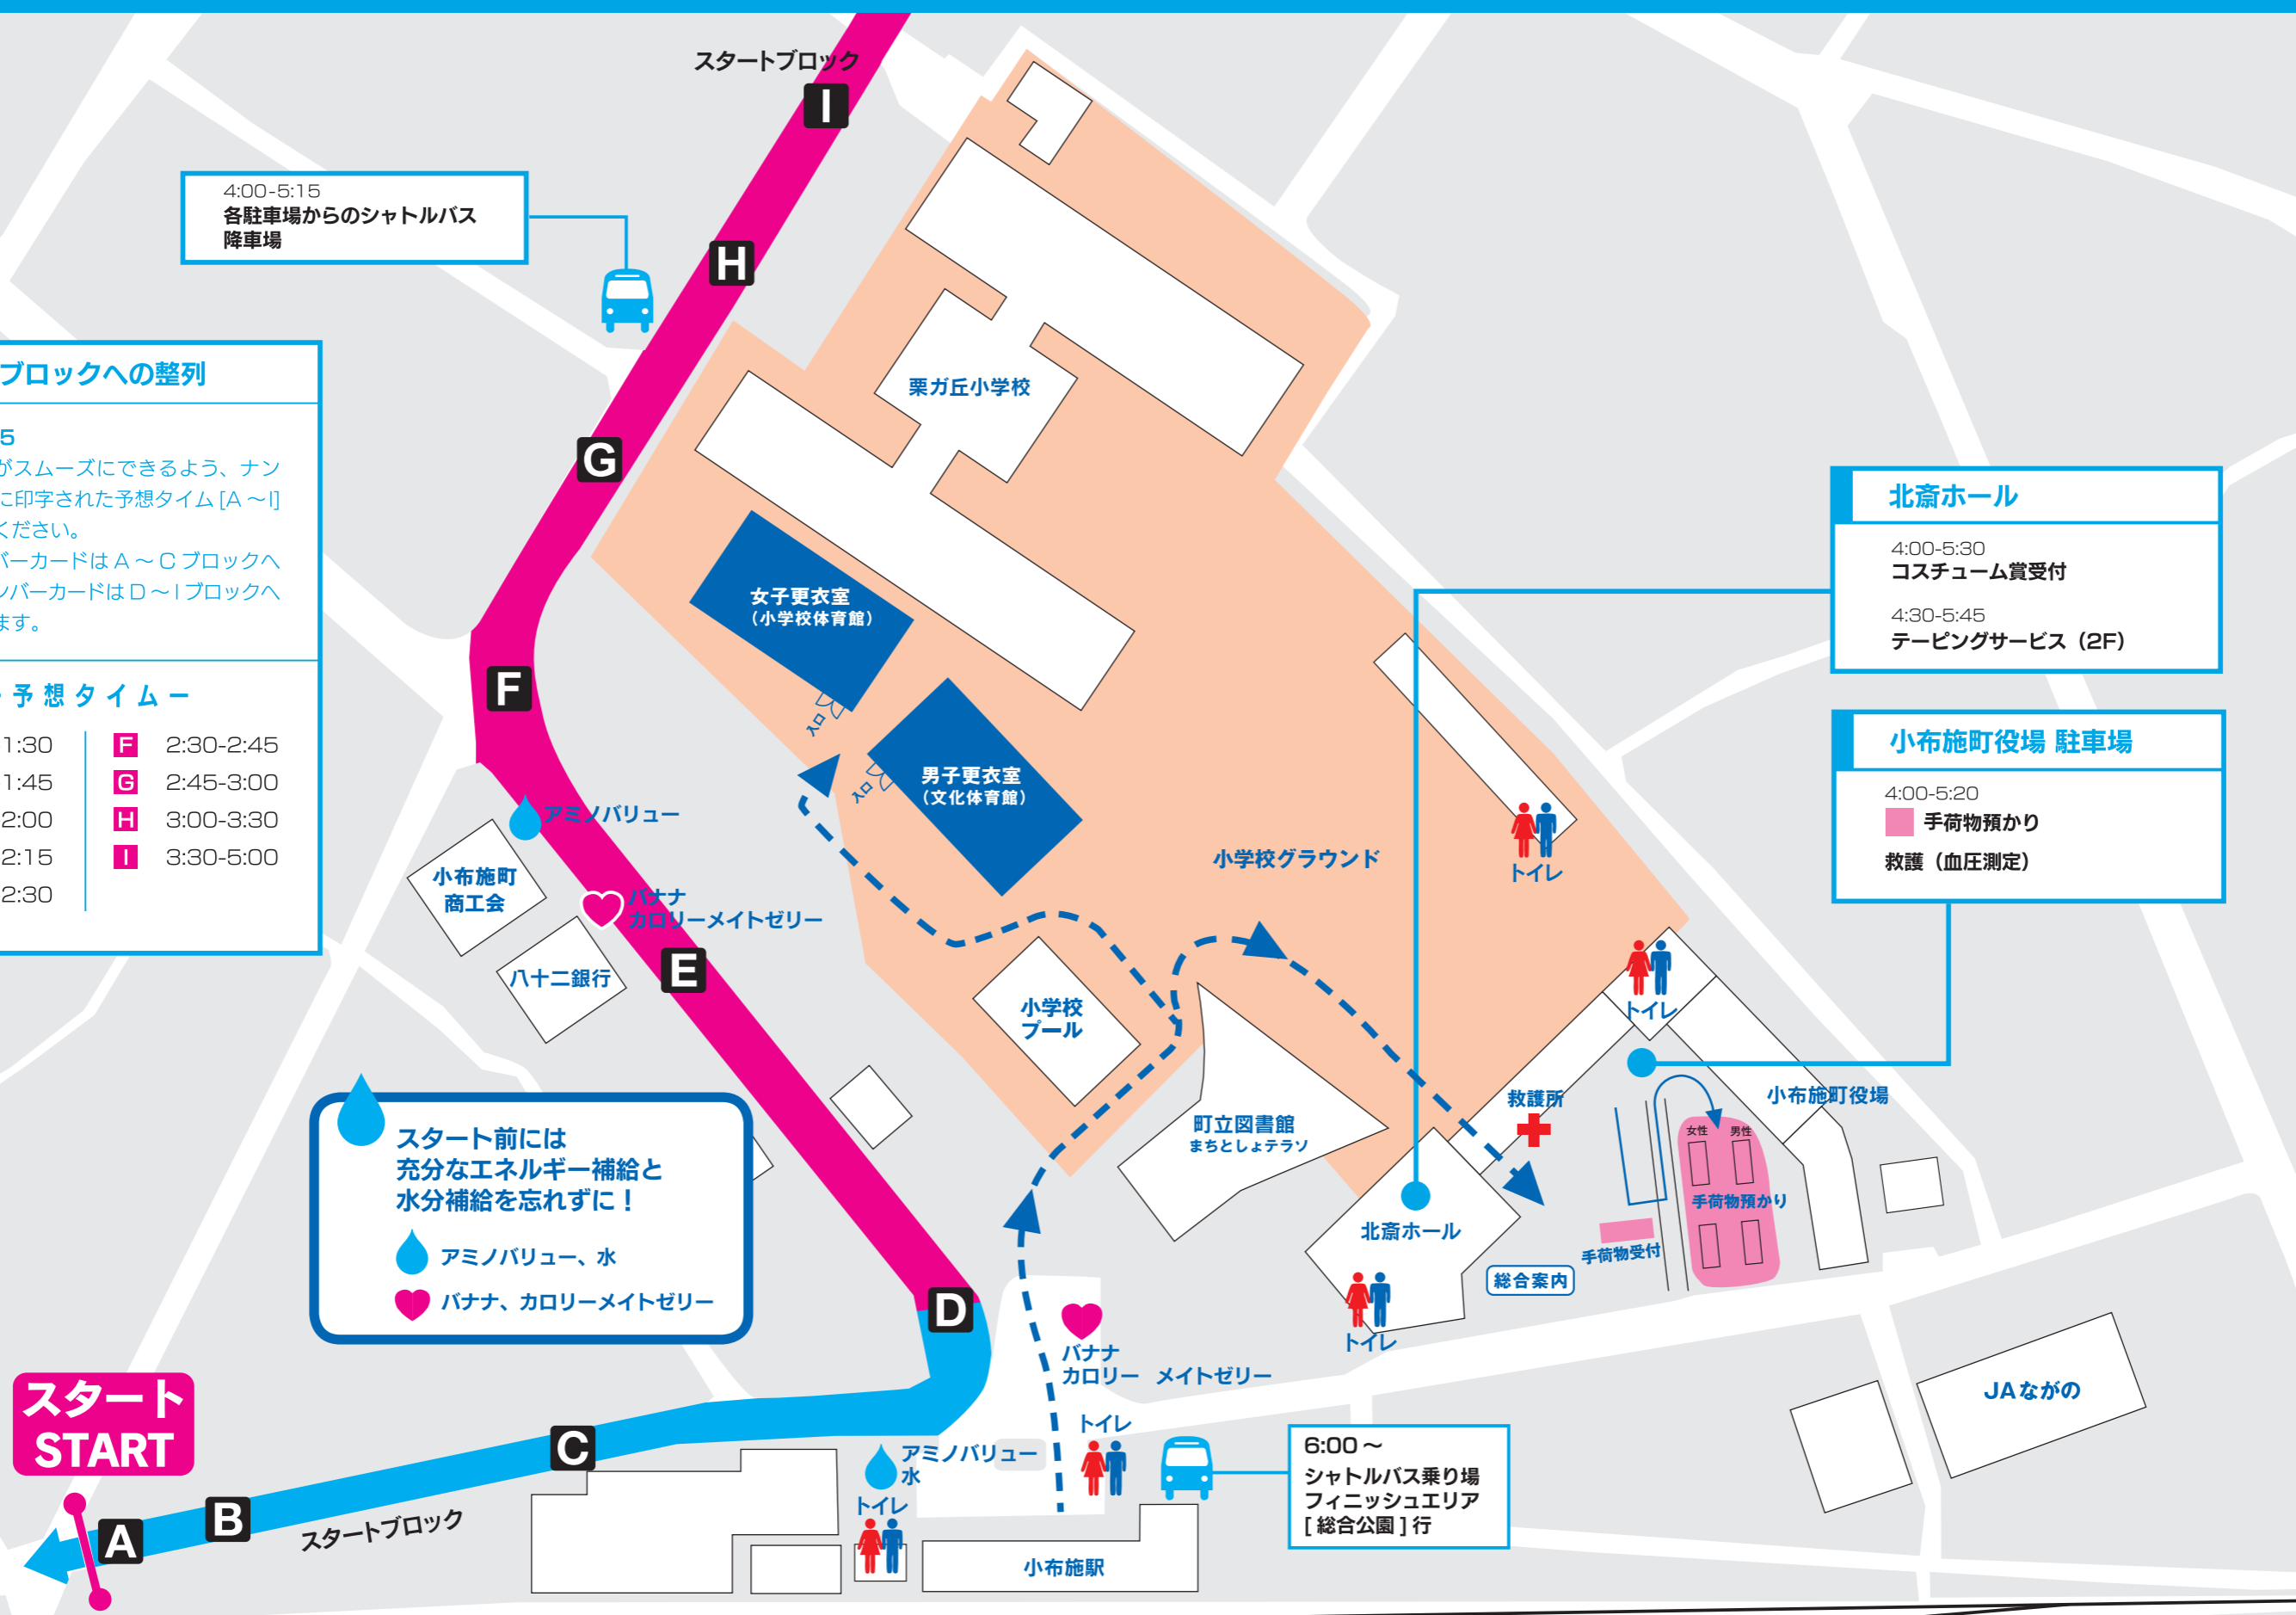 スタートブロック
I
4:00-5:15
各駐車場からのシャトルバス
降車場
H
ブロックへの整列
5
がスムーズにできるよう、ナン
に印字された予想タイム [A ～I]
ください。
バーカードは A ～ C ブロックへ
ンバーカードは D ～ I ブロックへ
ます。
予想タイムー
1:30
1:45
2:00
2:15
2:30
F 2:30-2:45
G 2:45-3:00
H 3:00-3:30
I 3:30-5:00
G
F
栗ガ丘小学校
女子更衣室
（小学校体育館）
入口
男子更衣室
（文化体育館）
入口
北斎ホール
4:00-5:30
コスチューム賞受付
4:30-5:45
テーピングサービス（2F）
小布施町役場 駐車場
4:00-5:20
手荷物預かり
救護（血圧測定）
アミノバリュー
小布施町
商工会
バナナ
カロリーメイトゼリー
八十二銀行
E
小学校グラウンド
トイレ
トイレ
小学校
プール
町立図書館
まちとしょテラソ
救護所
小布施町役場
女性
男性
手荷物預かり
手荷物受付
北斎ホール
総合案内
トイレ
スタート前には
充分なエネルギー補給と
水分補給を忘れずに！
アミノバリュー、水
バナナ、カロリーメイトゼリー
D
バナナ
カロリー メイトゼリー
JAながの
スタート
START
C
B
A
スタートブロック
アミノバリュー
水
トイレ
トイレ
6:00 ～
シャトルバス乗り場
フィニッシュエリア
[ 総合公園 ] 行
小布施駅